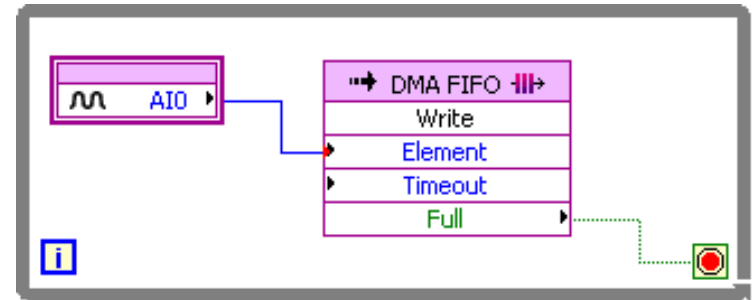 AI0
DMA FIFO
Write
Element
Timeout
Full
i